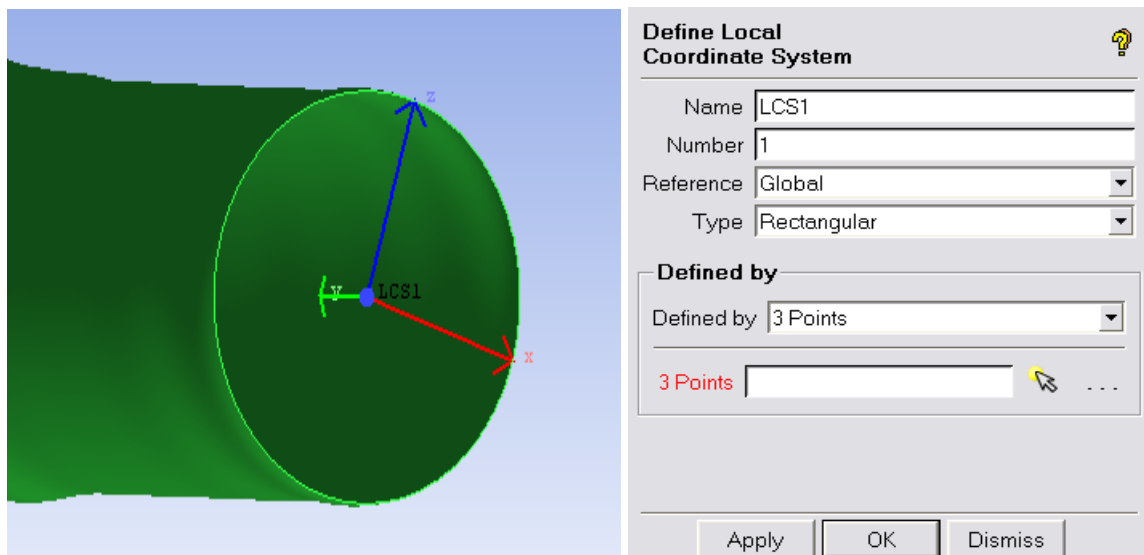 z
y
LCS1
x
Define Local
Coordinate System
Name LCS1
Number 1
Reference Global
Type Rectangular
Defined by
Defined by 3 Points
3 Points
. . .
Apply OK Dismiss